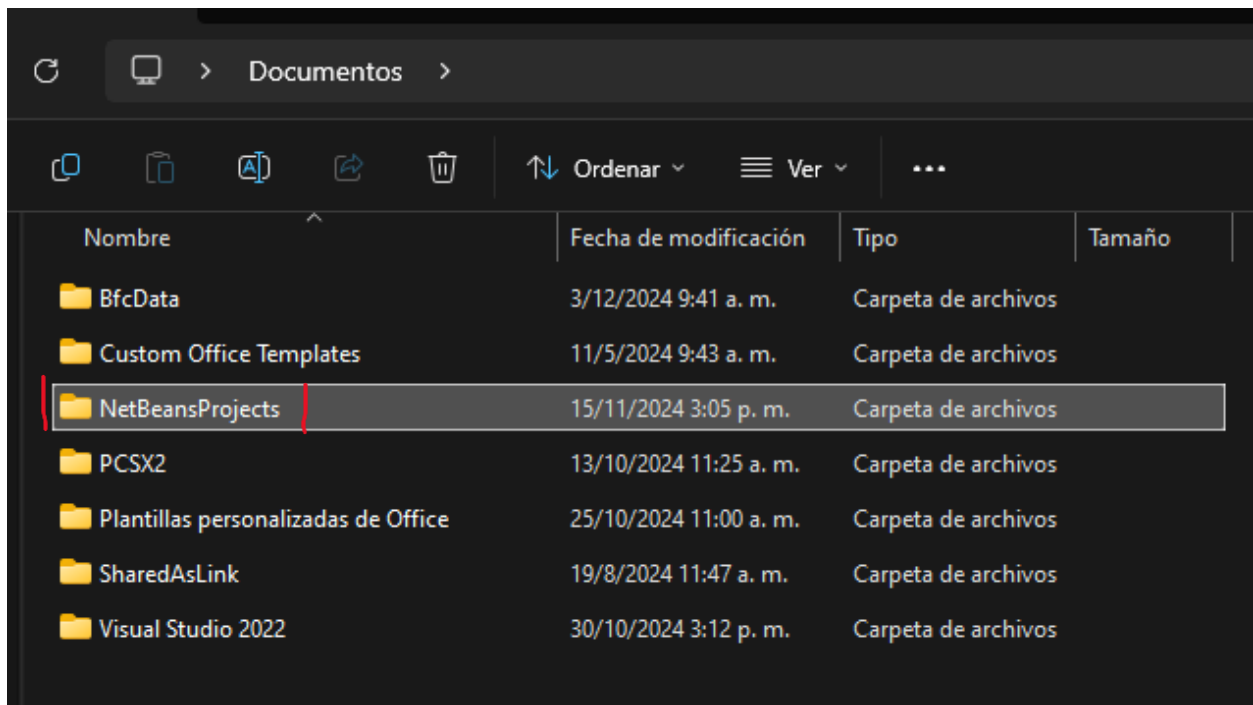 Documentos
Ordenar Ver
Nombre Fecha de modificación Tipo Tamaño
BfcData 3/12/2024 9:41 a. m. Carpeta de archivos
Custom Office Templates 11/5/2024 9:43 a. m. Carpeta de archivos
NetBeansProjects 15/11/2024 3:05 p. m. Carpeta de archivos
PCSX2 13/10/2024 11:25 a. m. Carpeta de archivos
Plantillas personalizadas de Office 25/10/2024 11:00 a. m. Carpeta de archivos
SharedAsLink 19/8/2024 11:47 a. m. Carpeta de archivos
Visual Studio 2022 30/10/2024 3:12 p. m. Carpeta de archivos